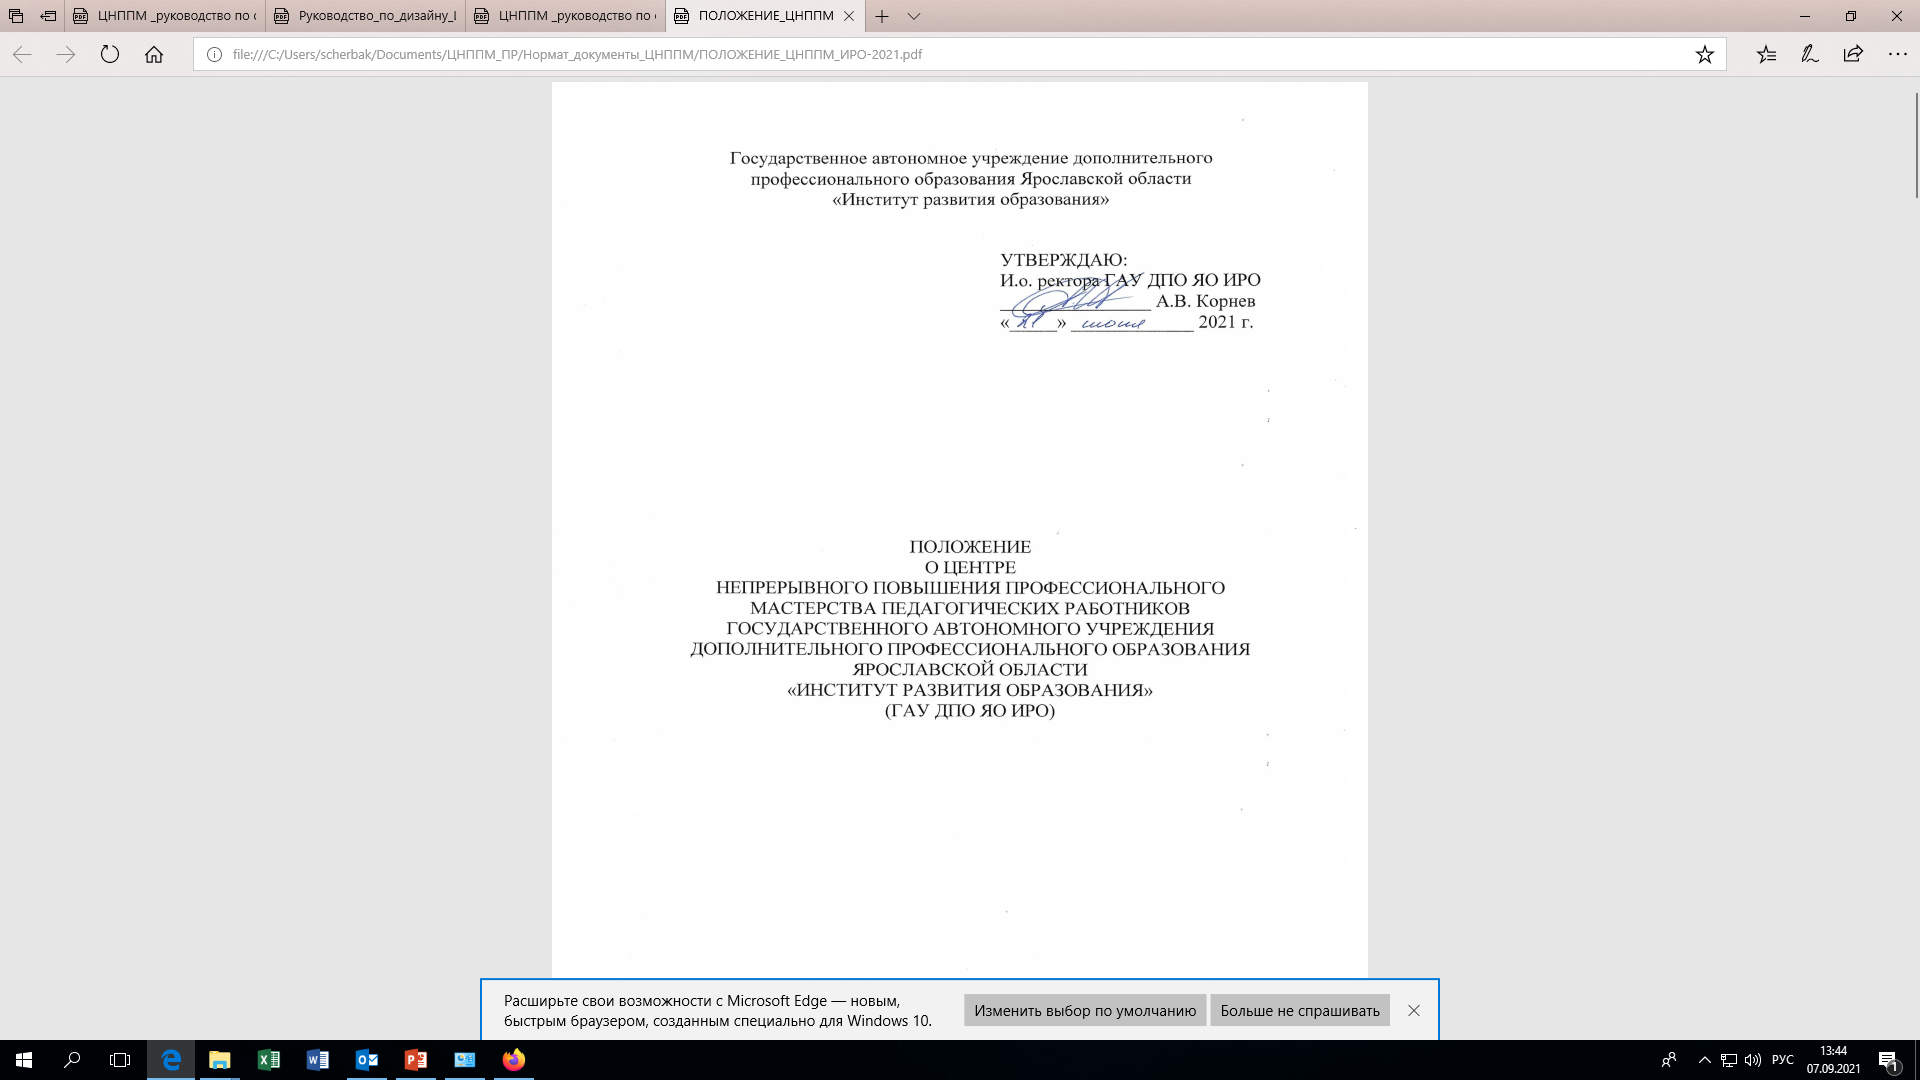 ЦНППМ _руководство по с
Руководство_по_дизайну_L
ЦНППМ _руководство по с
ПОЛОЖЕНИЕ_ЦНППМ
file:///C:/Users/scherbak/Documents/ЦНППМ_ПР/Нормат_документы_ЦНППМ/ПОЛОЖЕНИЕ_ЦНППМ_ИРО-2021.pdf
Государственное автономное учреждение дополнительного
профессионального образования Ярославской области
«Институт развития образования»
УТВЕРЖДАЮ:
И.о. ректора ГАУ ДПО ЯО ИРО
А.В. Корнев
« » 2021 г.
ПОЛОЖЕНИЕ
О ЦЕНТРЕ
НЕПРЕРЫВНОГО ПОВЫШЕНИЯ ПРОФЕССИОНАЛЬНОГО
МАСТЕРСТВА ПЕДАГОГИЧЕСКИХ РАБОТНИКОВ
ГОСУДАРСТВЕННОГО АВТОНОМНОГО УЧРЕЖДЕНИЯ
ДОПОЛНИТЕЛЬНОГО ПРОФЕССИОНАЛЬНОГО ОБРАЗОВАНИЯ
ЯРОСЛАВСКОЙ ОБЛАСТИ
«ИНСТИТУТ РАЗВИТИЯ ОБРАЗОВАНИЯ»
(ГАУ ДПО ЯО ИРО)
Расширьте свои возможности с Microsoft Edge — новым,
быстрым браузером, созданным специально для Windows 10.
Изменить выбор по умолчанию
Больше не спрашивать
РУС
13:44
07.09.2021
1